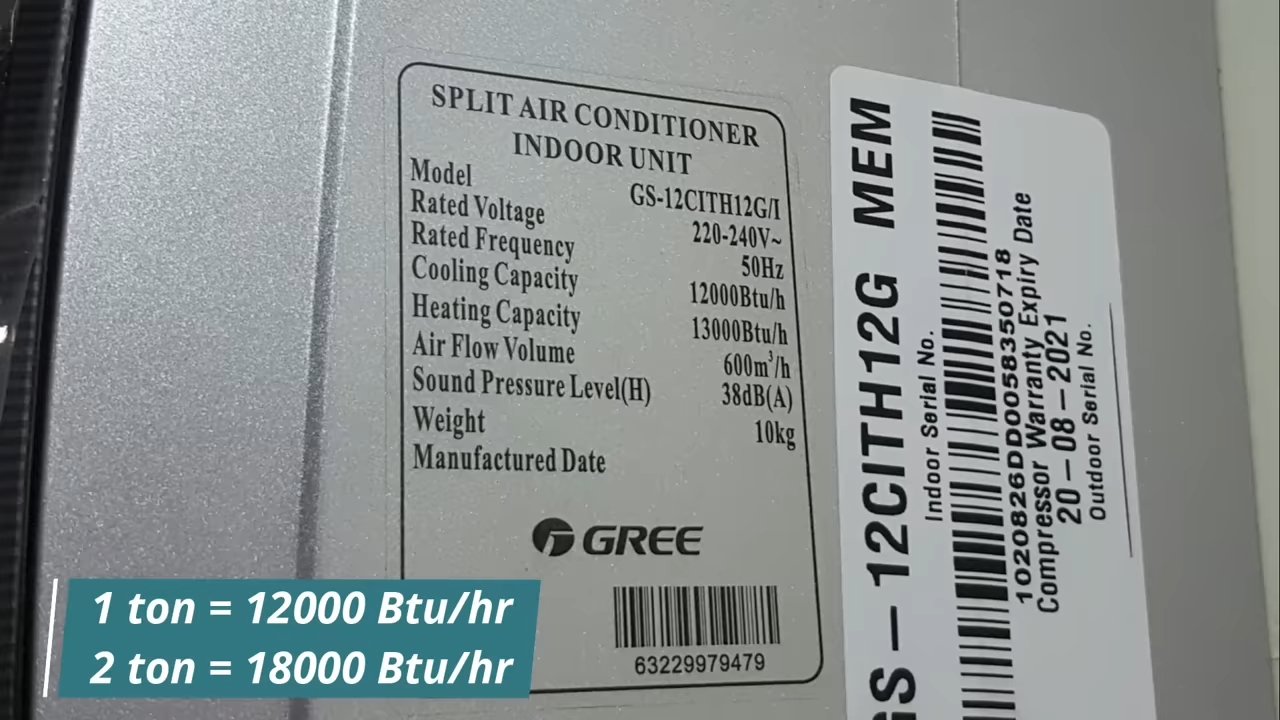 SPLIT AIR CONDITIONER
INDOOR UNIT
Model GS-12CITH12G/I
Rated Voltage 220-240V~
Rated Frequency 50Hz
Cooling Capacity 12000Btu/h
Heating Capacity 13000Btu/h
Air Flow Volume 600m³/h
Sound Pressure Level(H) 38dB(A)
Weight 10kg
Manufactured Date
GREE
63229979479
GS-12CITH12G MEM
Indoor Serial No.
1020826DD00583507​18
Compressor Warranty Expiry Date
20-08-2021
Outdoor Serial No.
1 ton = 12000 Btu/hr
2 ton = 18000 Btu/hr